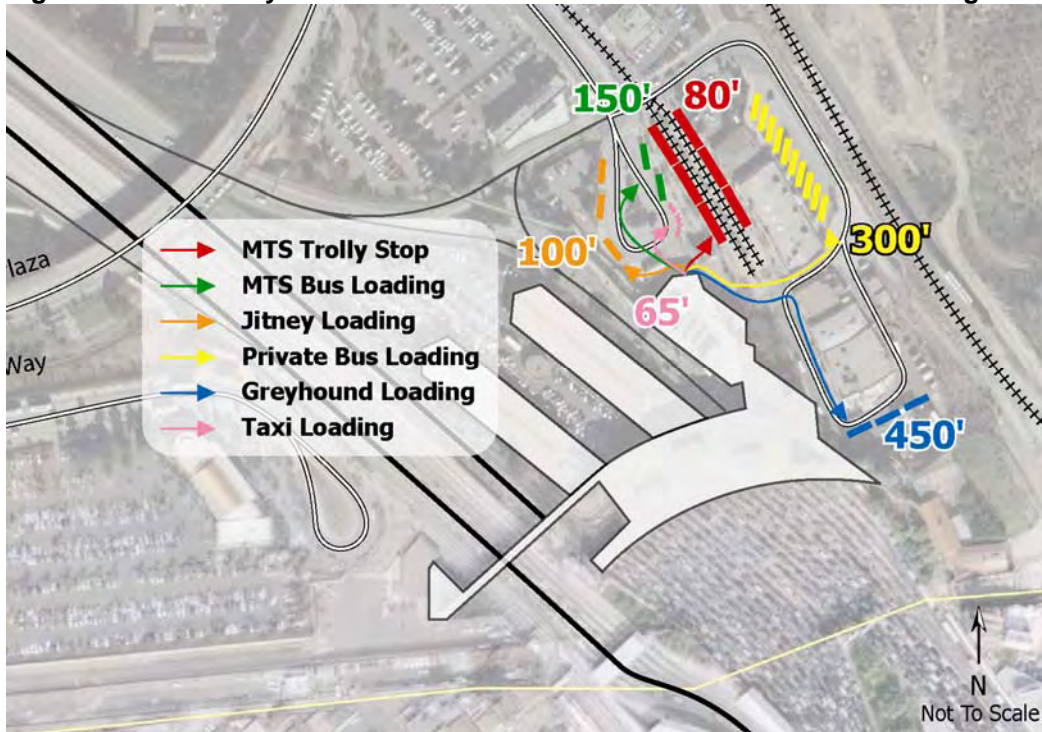 150'
80'
300'
100'
65'
450'
laza
Way
MTS Trolly Stop
MTS Bus Loading
Jitney Loading
Private Bus Loading
Greyhound Loading
Taxi Loading
N
Not To Scale